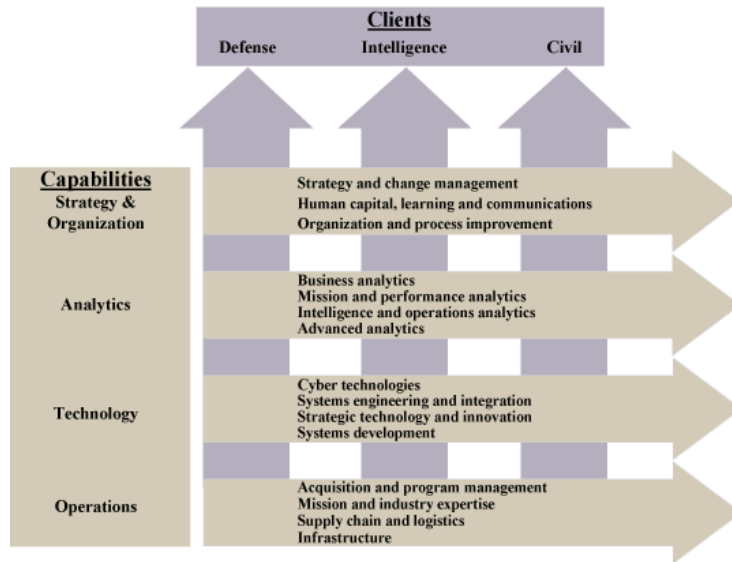 Clients
Defense Intelligence Civil
Capabilities
Strategy &
Organization
Strategy and change management
Human capital, learning and communications
Organization and process improvement
Analytics
Business analytics
Mission and performance analytics
Intelligence and operations analytics
Advanced analytics
Technology
Cyber technologies
Systems engineering and integration
Strategic technology and innovation
Systems development
Operations
Acquisition and program management
Mission and industry expertise
Supply chain and logistics
Infrastructure